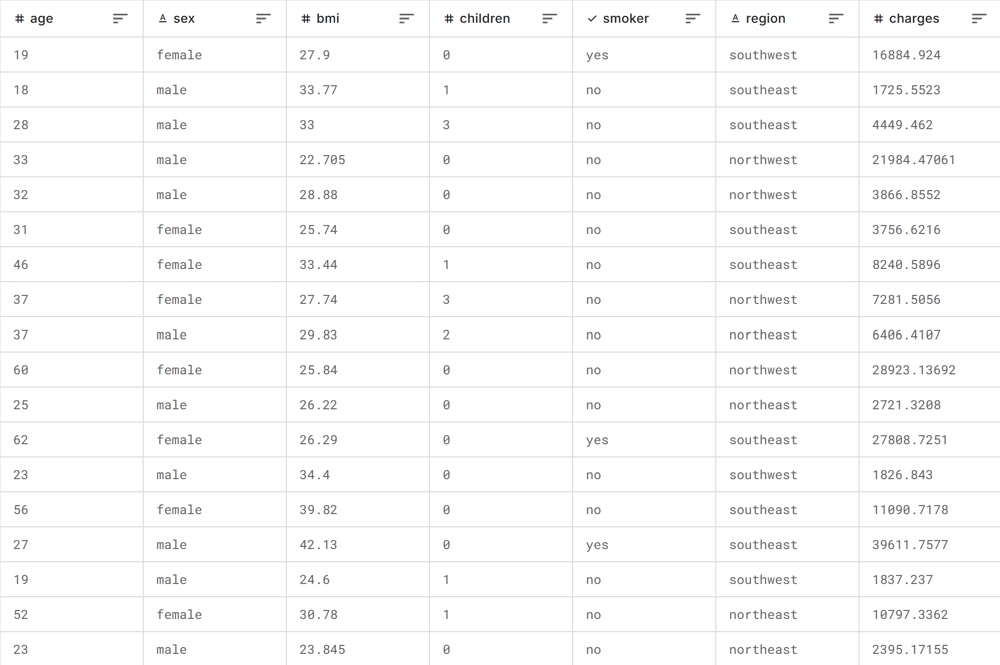 # age A sex # bmi # children ✓ smoker A region # charges
19 female 27.9 0 yes southwest 16884.924
18 male 33.77 1 no southeast 1725.5523
28 male 33 3 no southeast 4449.462
33 male 22.705 0 no northwest 21984.47061
32 male 28.88 0 no northwest 3866.8552
31 female 25.74 0 no southeast 3756.6216
46 female 33.44 1 no southeast 8240.5896
37 female 27.74 3 no northwest 7281.5056
37 male 29.83 2 no northeast 6406.4107
60 female 25.84 0 no northwest 28923.13692
25 male 26.22 0 no northeast 2721.3208
62 female 26.29 0 yes southeast 27808.7251
23 male 34.4 0 no southwest 1826.843
56 female 39.82 0 no southeast 11090.7178
27 male 42.13 0 yes southeast 39611.7577
19 male 24.6 1 no southwest 1837.237
52 female 30.78 1 no northeast 10797.3362
23 male 23.845 0 no northeast 2395.17155